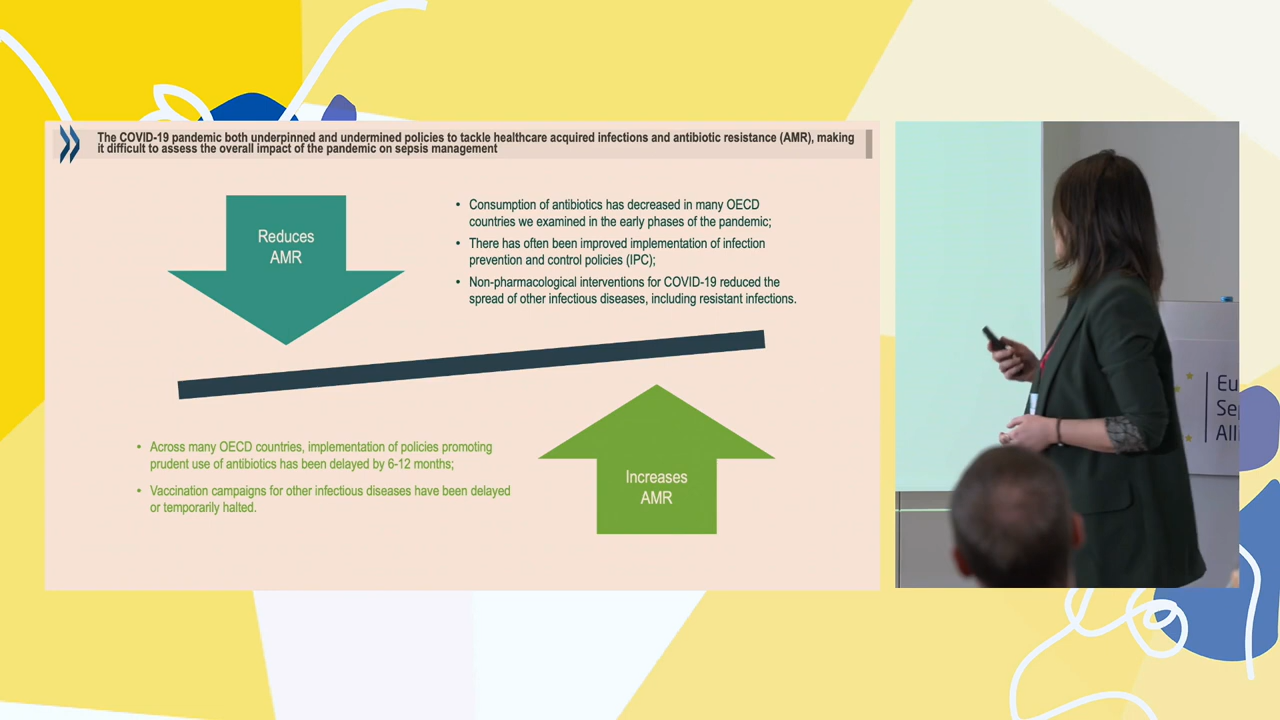 The COVID-19 pandemic both underpinned and undermined policies to tackle healthcare acquired infections and antibiotic resistance (AMR), making
it difficult to assess the overall impact of the pandemic on sepsis management
Reduces
AMR
• Consumption of antibiotics has decreased in many OECD
countries we examined in the early phases of the pandemic;
• There has often been improved implementation of infection
prevention and control policies (IPC);
• Non-pharmacological interventions for COVID-19 reduced the
spread of other infectious diseases, including resistant infections.
• Across many OECD countries, implementation of policies promoting
prudent use of antibiotics has been delayed by 6-12 months;
• Vaccination campaigns for other infectious diseases have been delayed
or temporarily halted.
Increases
AMR
Eu
Se
Alli